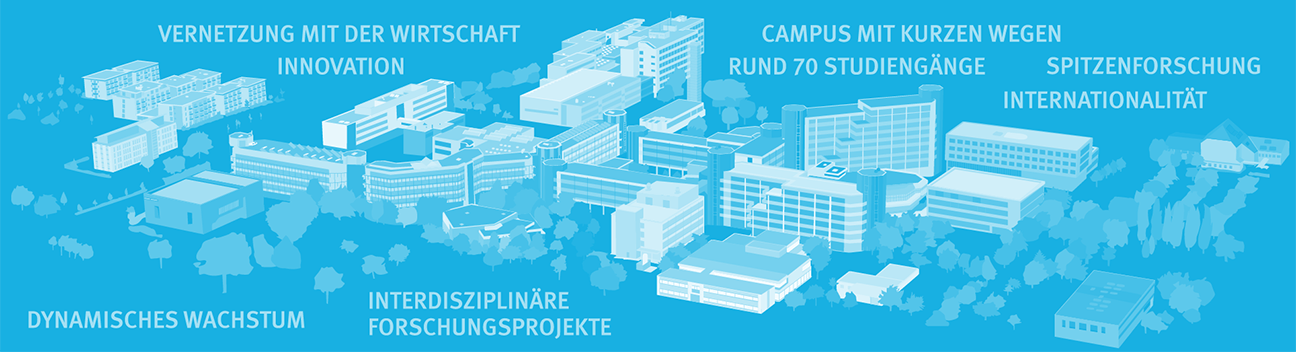 VERNETZUNG MIT DER WIRTSCHAFT
INNOVATION
CAMPUS MIT KURZEN WEGEN
RUND 70 STUDIENGÄNGE
SPITZENFORSCHUNG
INTERNATIONALITÄT
DYNAMISCHES WACHSTUM
INTERDISZIPLINÄRE
FORSCHUNGSPROJEKTE